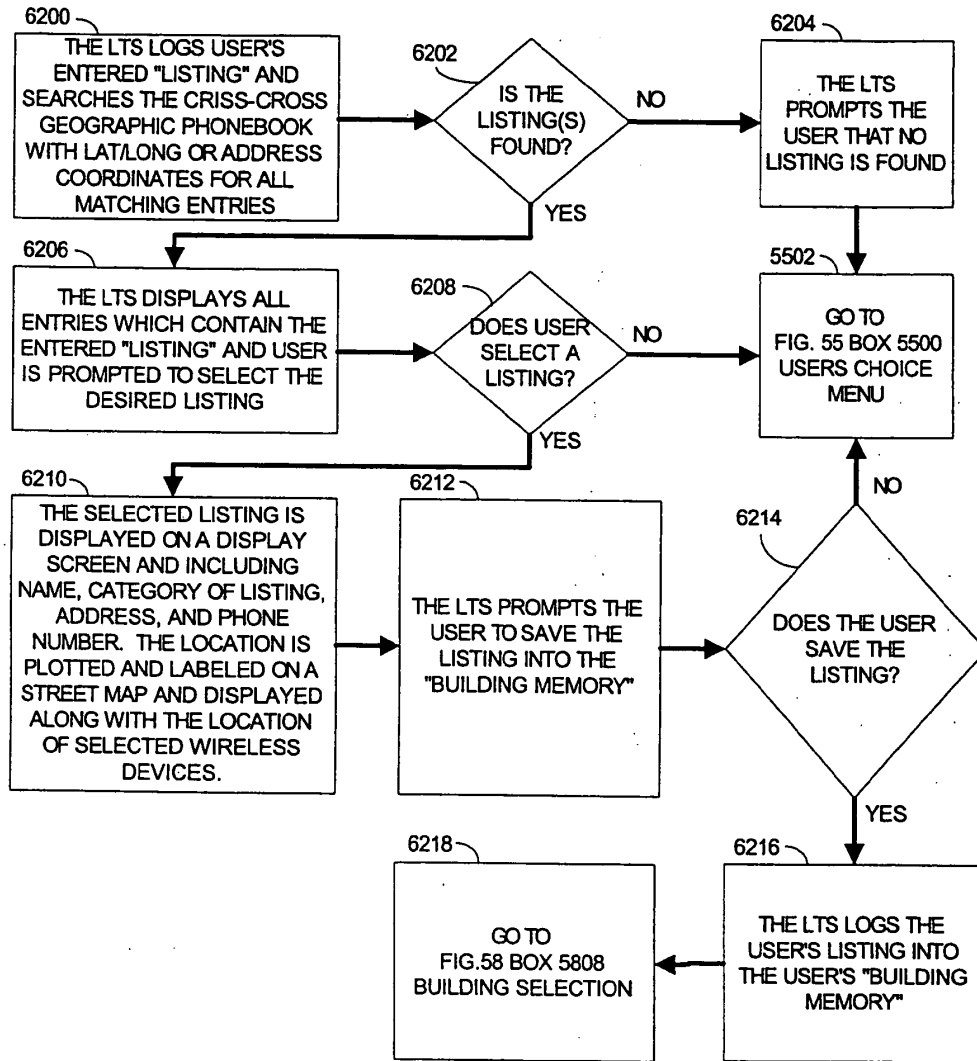 6200
THE LTS LOGS USER'S
ENTERED "LISTING" AND
SEARCHES THE CRISS-CROSS
GEOGRAPHIC PHONEBOOK
WITH LAT/LONG OR ADDRESS
COORDINATES FOR ALL
MATCHING ENTRIES
6202
IS THE
LISTING(S)
FOUND?
NO
YES
6204
THE LTS
PROMPTS THE
USER THAT NO
LISTING IS FOUND
6206
THE LTS DISPLAYS ALL
ENTRIES WHICH CONTAIN THE
ENTERED "LISTING" AND USER
IS PROMPTED TO SELECT THE
DESIRED LISTING
6208
DOES USER
SELECT A
LISTING?
NO
YES
5502
GO TO
FIG. 55 BOX 5500
USERS CHOICE
MENU
6210
THE SELECTED LISTING IS
DISPLAYED ON A DISPLAY
SCREEN AND INCLUDING
NAME, CATEGORY OF LISTING,
ADDRESS, AND PHONE
NUMBER. THE LOCATION IS
PLOTTED AND LABELED ON A
STREET MAP AND DISPLAYED
ALONG WITH THE LOCATION
OF SELECTED WIRELESS
DEVICES.
6212
THE LTS PROMPTS THE
USER TO SAVE THE
LISTING INTO THE
"BUILDING MEMORY"
6214
DOES THE USER
SAVE THE
LISTING?
NO
YES
6216
THE LTS LOGS THE
USER'S LISTING INTO
THE USER'S "BUILDING
MEMORY"
6218
GO TO
FIG.58 BOX 5808
BUILDING SELECTION